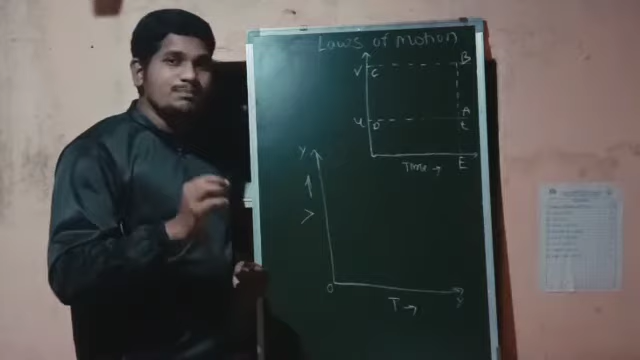 Laws of Motion
V C B
u D A
t
Time → E
Y
V
O
T → X